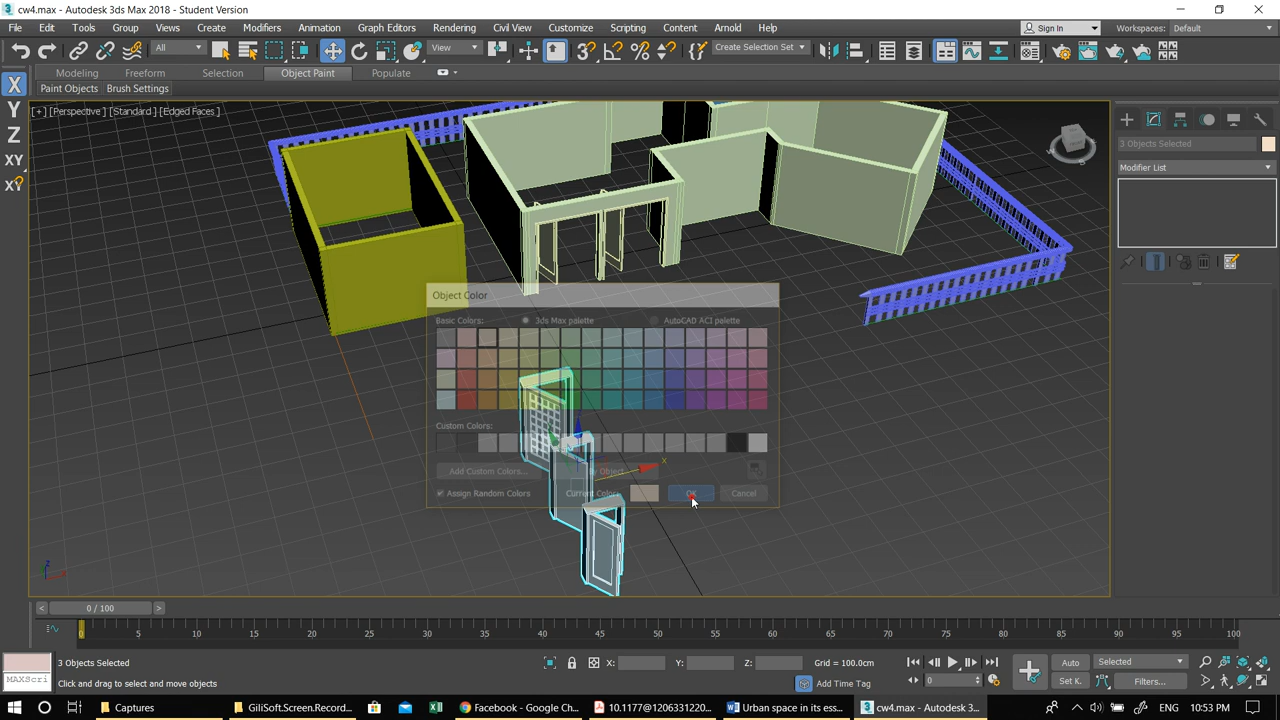 cw4.max - Autodesk 3ds Max 2018 - Student Version
File Edit Tools Group Views Create Modifiers Animation Graph Editors Rendering Civil View Customize Scripting Content Arnold Help Sign In Workspaces: Default
All View Create Selection Set
Modeling Freeform Selection Object Paint Populate
X Paint Objects Brush Settings
Y
Z
XY
XY
[+] [Perspective ] [Standard ] [Edged Faces ]
3 Objects Selected
Modifier List
Object Color
Basic Colors: 3ds Max palette AutoCAD ACI palette
Custom Colors:
Add Custom Colors... By Object
Assign Random Colors Current Color: OK Cancel
x
z
< 0 / 100 >
0 5 10 15 20 25 30 35 40 45 50 55 60 65 70 75 80 85 90 95 100
3 Objects Selected X: Y: Z: Grid = 100.0cm Auto Selected
MAXScri Click and drag to select and move objects Add Time Tag 0 Set K. Filters...
Captures GiliSoft.Screen.Record... Facebook - Google Ch... 10.1177@1206331220... Urban space in its ess... cw4.max - Autodesk 3... ENG 10:53 PM